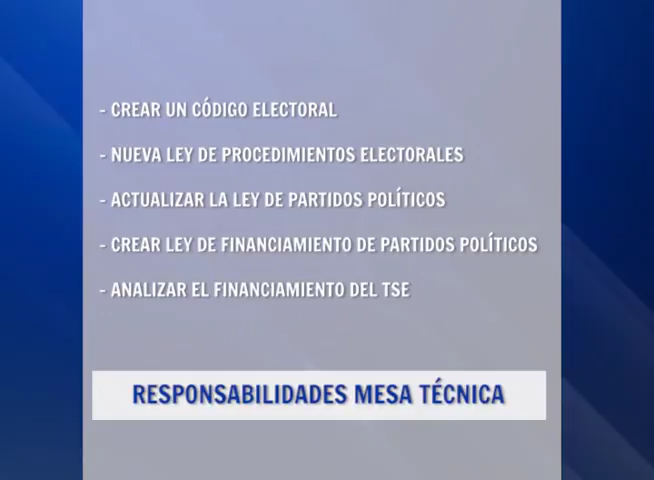 - CREAR UN CÓDIGO ELECTORAL
- NUEVA LEY DE PROCEDIMIENTOS ELECTORALES
- ACTUALIZAR LA LEY DE PARTIDOS POLÍTICOS
- CREAR LEY DE FINANCIAMIENTO DE PARTIDOS POLÍTICOS
- ANALIZAR EL FINANCIAMIENTO DEL TSE
RESPONSABILIDADES MESA TÉCNICA